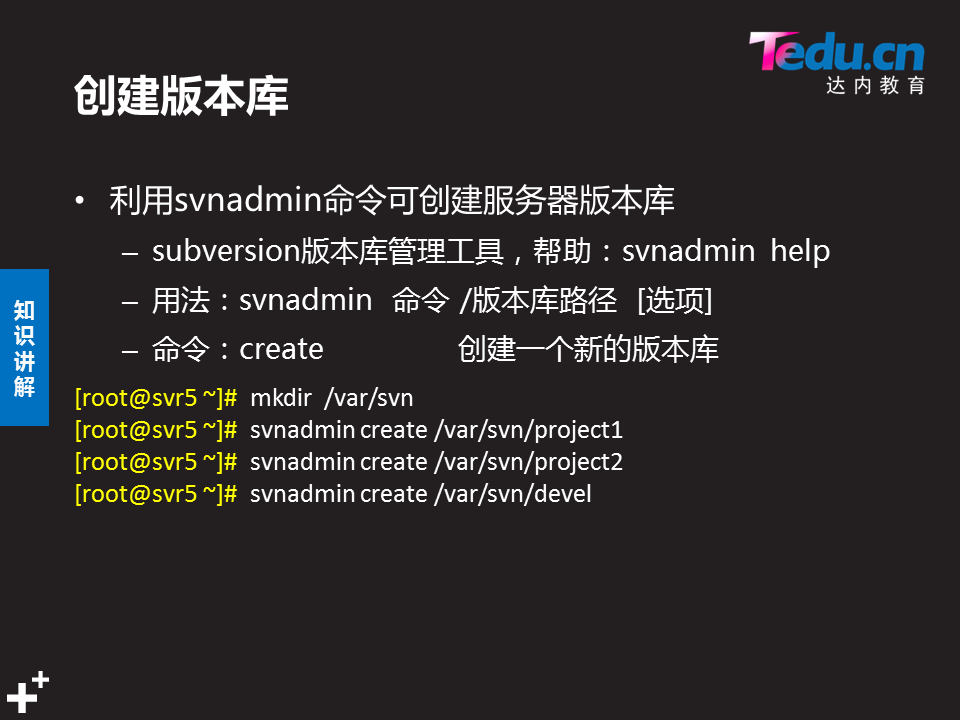 Tedu.cn
达内教育
创建版本库
• 利用svnadmin命令可创建服务器版本库
– subversion版本库管理工具，帮助：svnadmin help
– 用法：svnadmin 命令 /版本库路径 [选项]
– 命令：create 创建一个新的版本库
知识讲解
[root@svr5 ~]# mkdir /var/svn
[root@svr5 ~]# svnadmin create /var/svn/project1
[root@svr5 ~]# svnadmin create /var/svn/project2
[root@svr5 ~]# svnadmin create /var/svn/devel